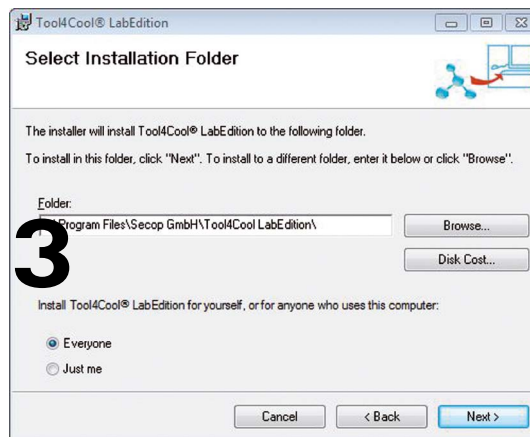 Tool4Cool® LabEdition
Select Installation Folder
The installer will install Tool4Cool® LabEdition to the following folder.
To install in this folder, click "Next". To install to a different folder, enter it below or click "Browse".
Folder:
\Program Files\Secop GmbH\Tool4Cool LabEdition\
Browse...
3
Disk Cost...
Install Tool4Cool® LabEdition for yourself, or for anyone who uses this computer:
Everyone
Just me
Cancel
< Back
Next >